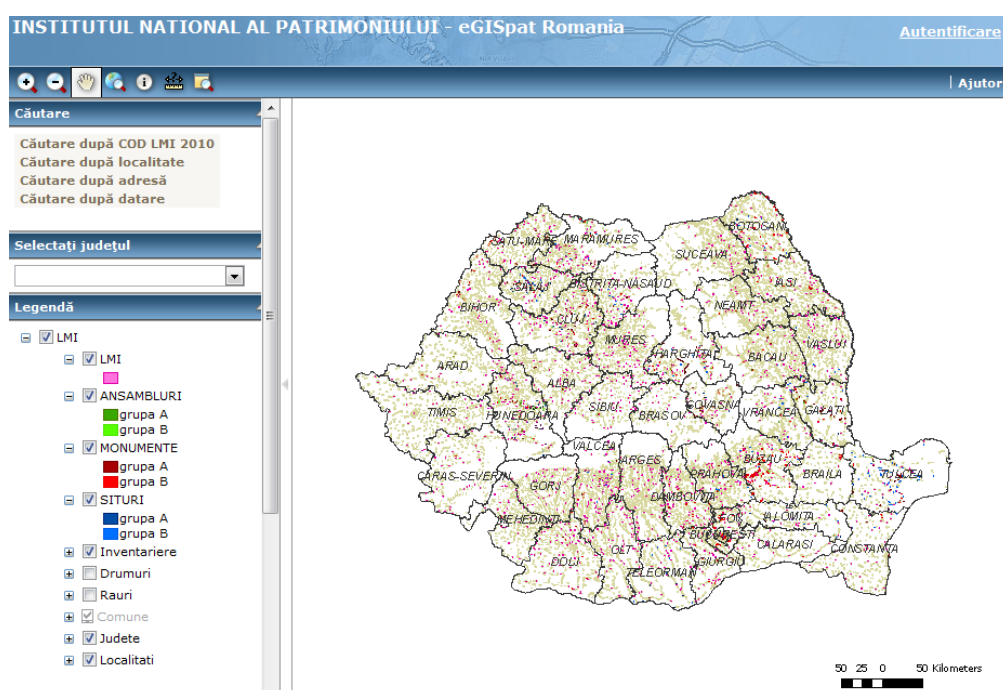 INSTITUTUL NATIONAL AL PATRIMONIULUI - eGISpat Romania
Autentificare
| Ajutor
Căutare
Căutare după COD LMI 2010
Căutare după localitate
Căutare după adresă
Căutare după datare
Selectați județul
Legendă
LMI
LMI
ANSAMBLURI
grupa A
grupa B
MONUMENTE
grupa A
grupa B
SITURI
grupa A
grupa B
Inventariere
Drumuri
Rauri
Comune
Judete
Localitati
BOTOSANI
SATU-MARE
MARAMURES
SUCEAVA
SALAJ
BISTRITA-NASAUD
IASI
BIHOR
NEAMT
CLUJ
MURES
HARGHITA
VASLUI
BACAU
ARAD
ALBA
TIMIS
HUNEDOARA
SIBIU
BRASOV
COVASNA
VRANCEA
GALATI
VALCEA
ARGES
BUZAU
CARAS-SEVERIN
GORJ
PRAHOVA
BRAILA
TULCEA
DAMBOVITA
MEHEDINTI
ILFOV
IALOMITA
BUCURESTI
CALARASI
CONSTANTA
DOLJ
OLT
GIURGIU
TELEORMAN
50 25 0 50 Kilometers